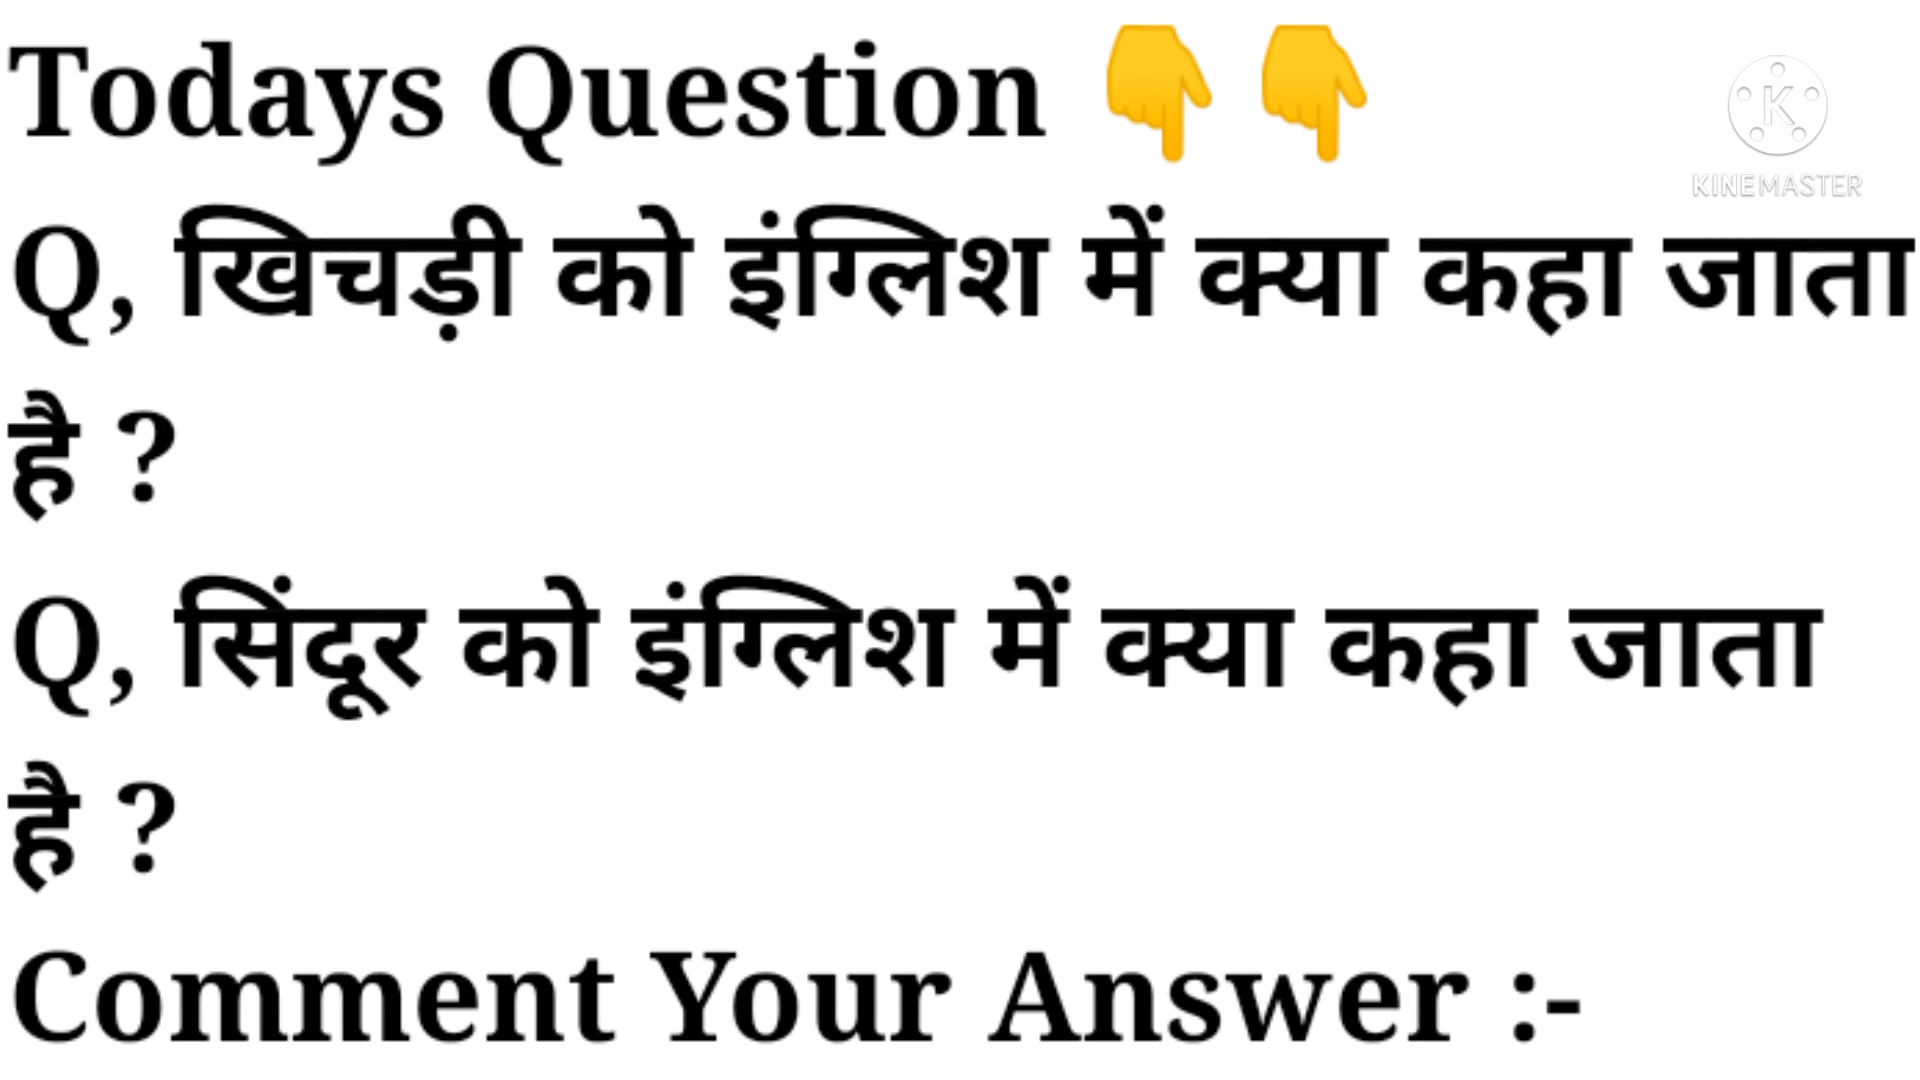 Todays Question 👇 👇
KINEMASTER
Q, खिचड़ी को इंग्लिश में क्या कहा जाता
है ?
Q, सिंदूर को इंग्लिश में क्या कहा जाता
है ?
Comment Your Answer :-